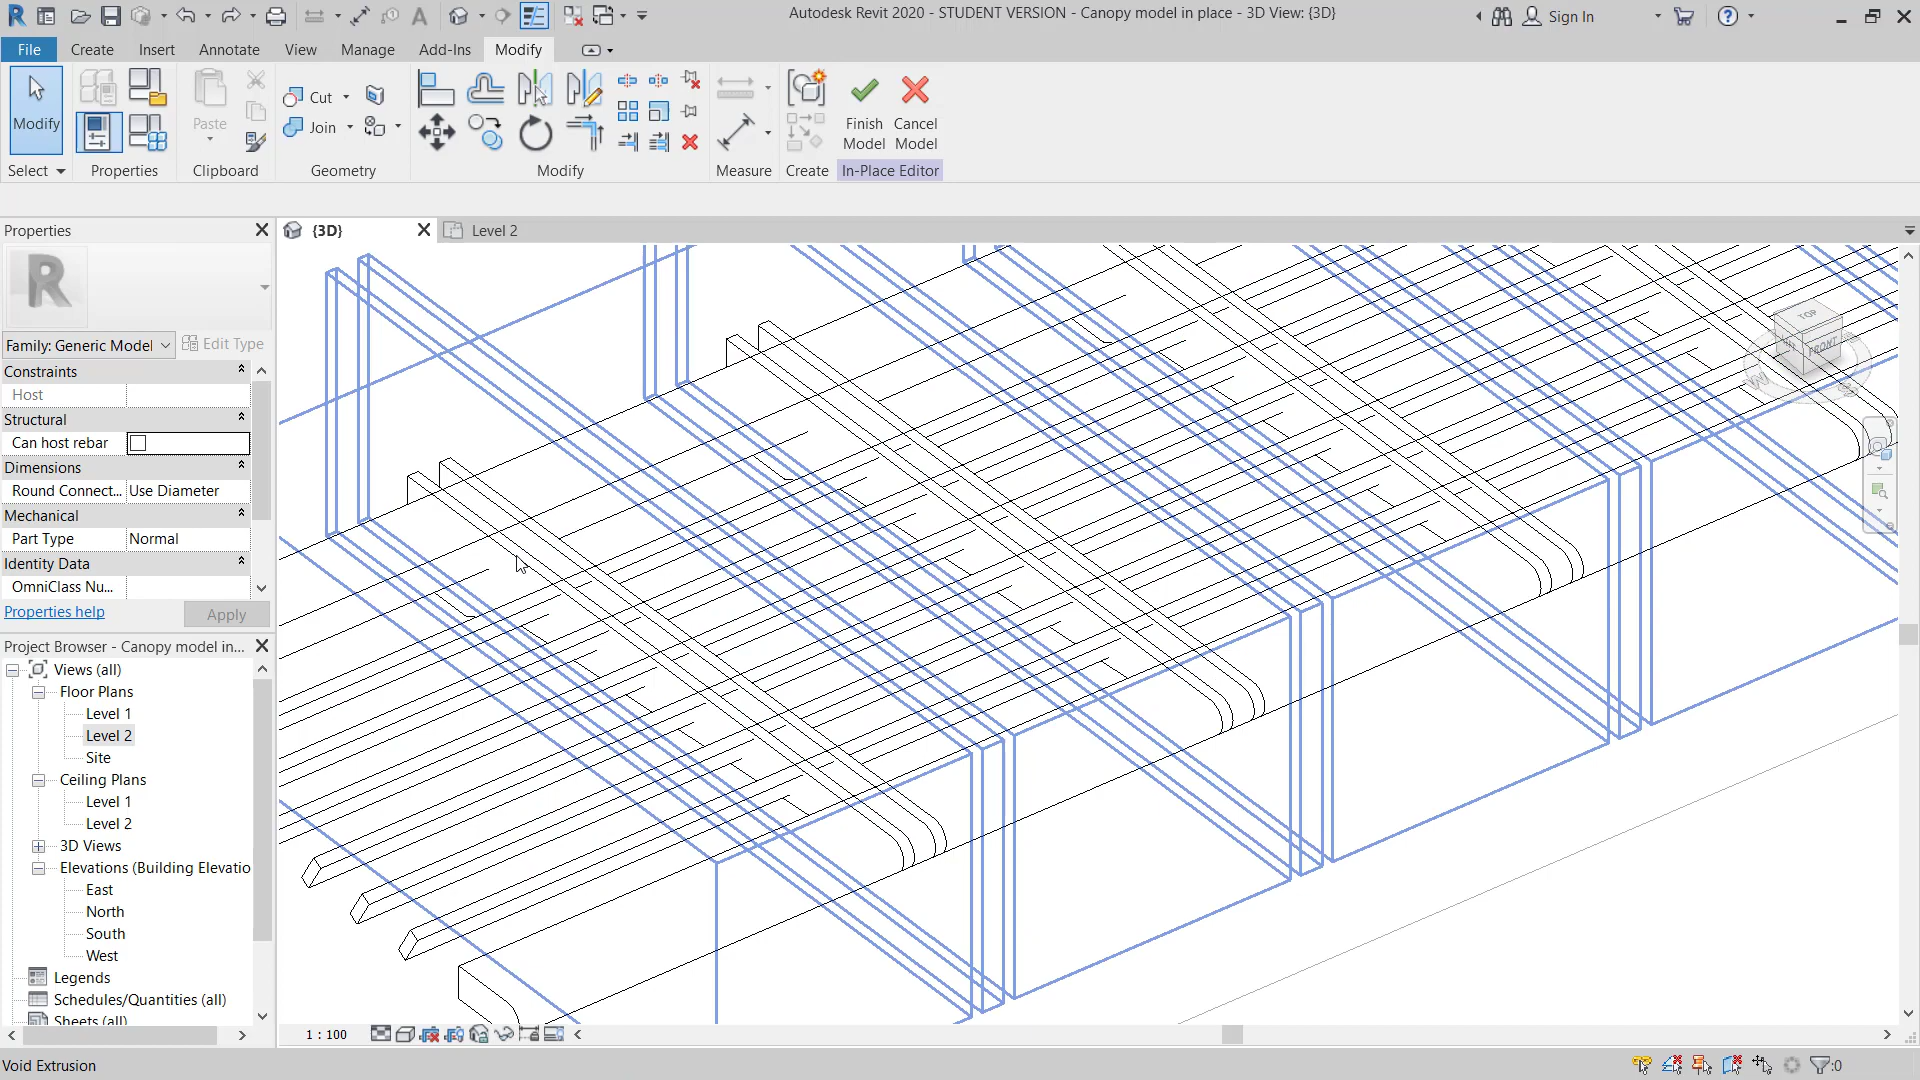 Autodesk Revit 2020 - STUDENT VERSION - Canopy model in place - 3D View: {3D}
Sign In
File
Create
Insert
Annotate
View
Manage
Add-Ins
Modify
Modify
Paste
Cut
Join
Finish Model
Cancel Model
Select
Properties
Clipboard
Geometry
Modify
Measure
Create
In-Place Editor
Properties
{3D}
Level 2
R
Family: Generic Model
Edit Type
Constraints
Host
Structural
Can host rebar
Dimensions
Round Connect... Use Diameter
Mechanical
Part Type Normal
Identity Data
OmniClass Nu...
Properties help
Apply
Project Browser - Canopy model in...
Views (all)
Floor Plans
Level 1
Level 2
Site
Ceiling Plans
Level 1
Level 2
3D Views
Elevations (Building Elevatio
East
North
South
West
Legends
Schedules/Quantities (all)
Sheets (all)
TOP
FRONT
W
1 : 100
Void Extrusion
:0